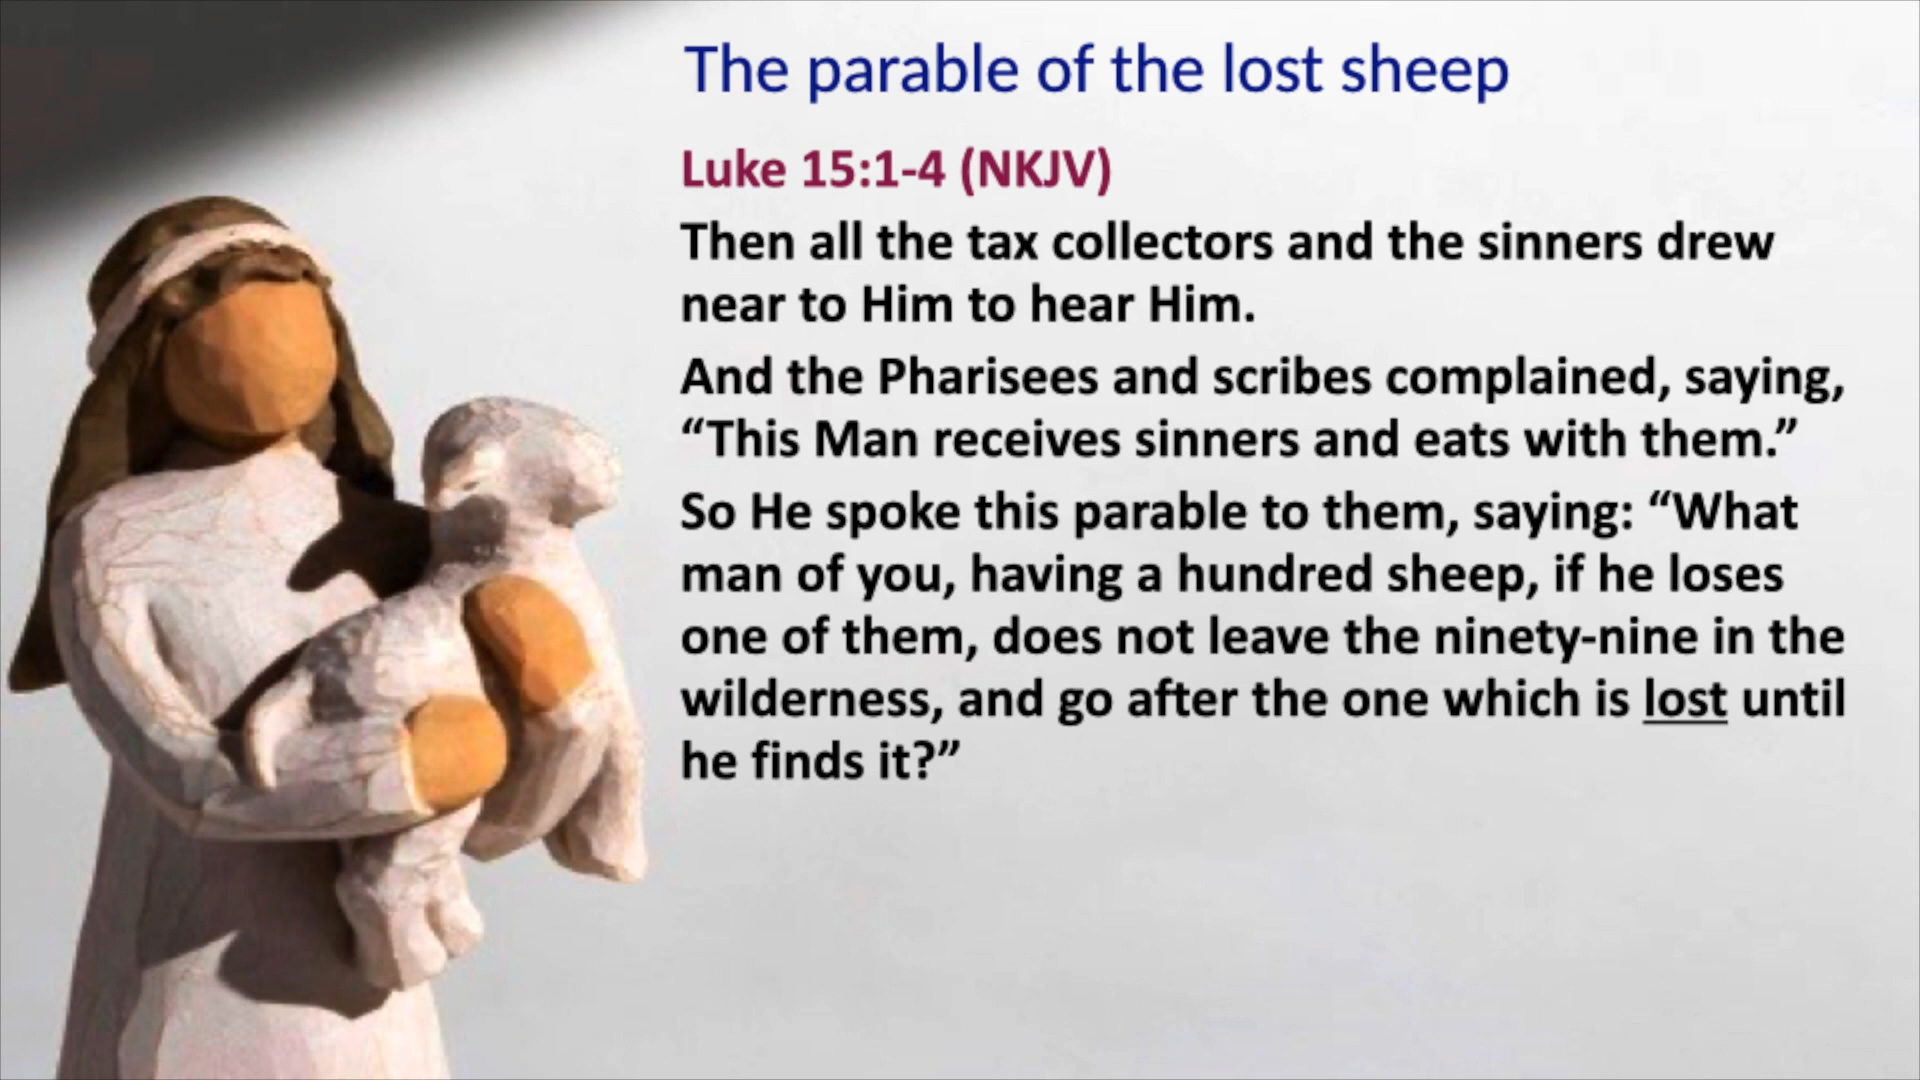 The parable of the lost sheep
Luke 15:1-4 (NKJV)
Then all the tax collectors and the sinners drew
near to Him to hear Him.
And the Pharisees and scribes complained, saying,
“This Man receives sinners and eats with them.”
So He spoke this parable to them, saying: “What
man of you, having a hundred sheep, if he loses
one of them, does not leave the ninety-nine in the
wilderness, and go after the one which is lost until
he finds it?”